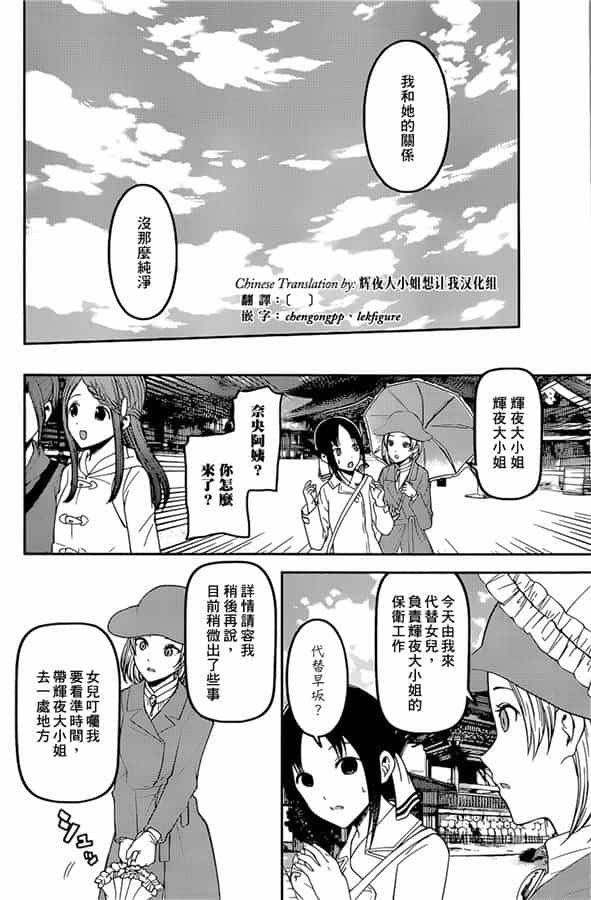 我和她的關係
沒那麼純淨
Chinese Translation by: 辉夜大小姐想让我汉化组
翻 譯：〔　〕
嵌 字： chengongpp、lekfigure
輝夜大小姐
輝夜大小姐
奈央阿姨？
你怎麼
來了？
今天由我來
代替女兒，
負責輝夜大小姐的
保衛工作
代替早坂？
詳情請容我
稍後再說，
目前稍微出了些事
女兒叮囑我
要看準時間，
帶輝夜大小姐
去一處地方
シュッ